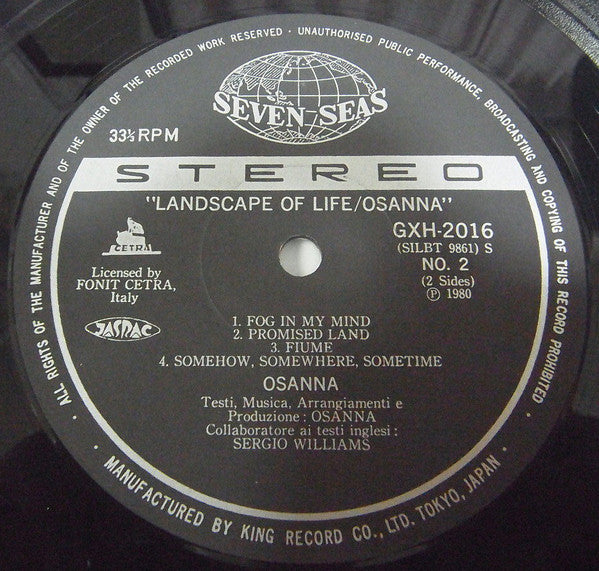 ALL RIGHTS OF THE MANUFACTURER AND OF THE OWNER OF THE RECORDED WORK RESERVED · UNAUTHORISED PUBLIC PERFORMANCE, BROADCASTING AND COPYING OF THIS RECORD PROHIBITED
SEVEN SEAS
33⅓ RPM
STEREO
"LANDSCAPE OF LIFE/OSANNA"
CETRA
Licensed by
FONIT CETRA,
Italy
JASRAC
GXH-2016
(SILBT 9861) S
NO. 2
(2 Sides)
Ⓟ 1980
1. FOG IN MY MIND
2. PROMISED LAND
3. FIUME
4. SOMEHOW, SOMEWHERE, SOMETIME
OSANNA
Testi, Musica, Arrangiamenti e
Produzione: OSANNA
Collaboratore ai testi inglesi:
SERGIO WILLIAMS
· MANUFACTURED BY KING RECORD CO., LTD. TOKYO, JAPAN ·